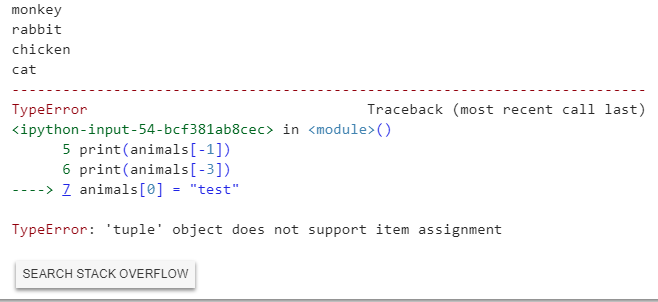 monkey
rabbit
chicken
cat
---------------------------------------------------------------------------
TypeError                                 Traceback (most recent call last)
<ipython-input-54-bcf381ab8cec> in <module>()
      5 print(animals[-1])
      6 print(animals[-3])
----> 7 animals[0] = "test"
TypeError: 'tuple' object does not support item assignment
SEARCH STACK OVERFLOW